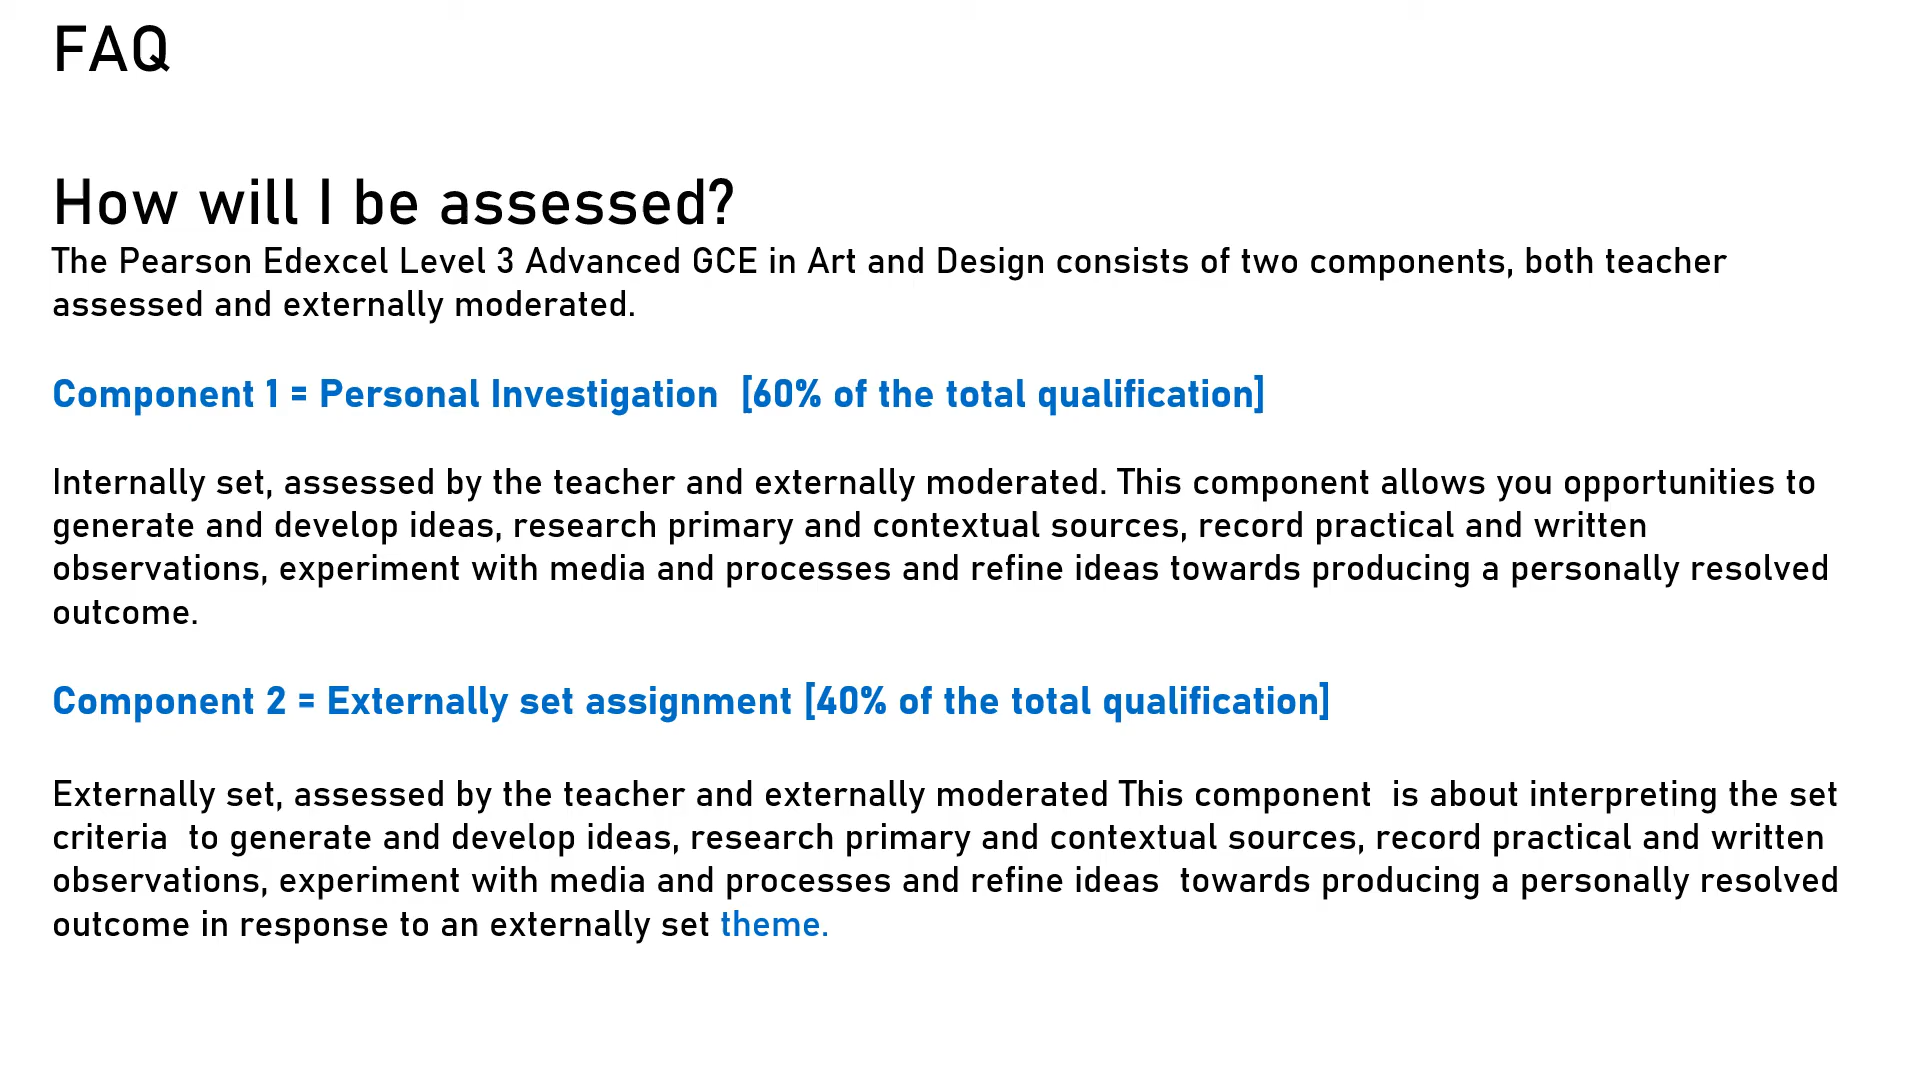 FAQ
How will I be assessed?
The Pearson Edexcel Level 3 Advanced GCE in Art and Design consists of two components, both teacher
assessed and externally moderated.
Component 1 = Personal Investigation  [60% of the total qualification]
Internally set, assessed by the teacher and externally moderated. This component allows you opportunities to
generate and develop ideas, research primary and contextual sources, record practical and written
observations, experiment with media and processes and refine ideas towards producing a personally resolved
outcome.
Component 2 = Externally set assignment [40% of the total qualification]
Externally set, assessed by the teacher and externally moderated This component  is about interpreting the set
criteria  to generate and develop ideas, research primary and contextual sources, record practical and written
observations, experiment with media and processes and refine ideas  towards producing a personally resolved
outcome in response to an externally set theme.